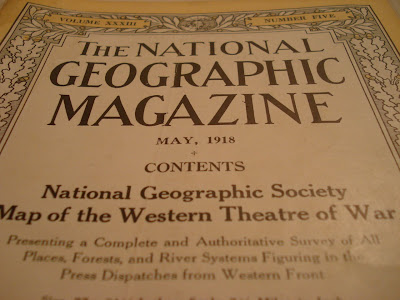 VOLUME XXXIII NUMBER FIVE
THE NATIONAL
GEOGRAPHIC
MAGAZINE
MAY, 1918
CONTENTS
National Geographic Society
Map of the Western Theatre of War
Presenting a Complete and Authoritative Survey of All
Places, Forests, and River Systems Figuring in the
Press Dispatches from Western Front